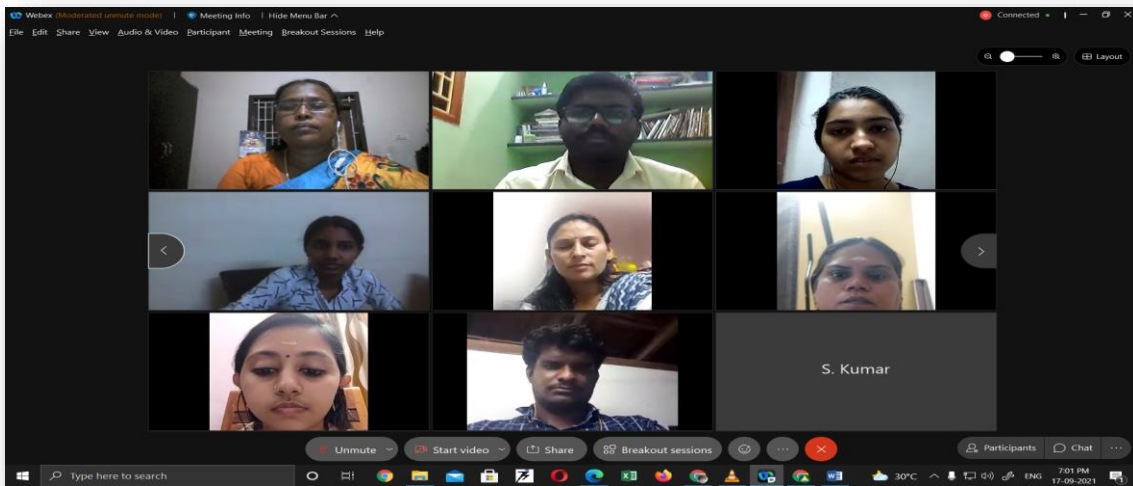 Webex (Moderated unmute mode) | Meeting Info | Hide Menu Bar
Connected
File Edit Share View Audio & Video Participant Meeting Breakout Sessions Help
Layout
S. Kumar
Unmute Start video Share Breakout sessions Participants Chat
Type here to search 30°C ENG 7:01 PM
17-09-2021